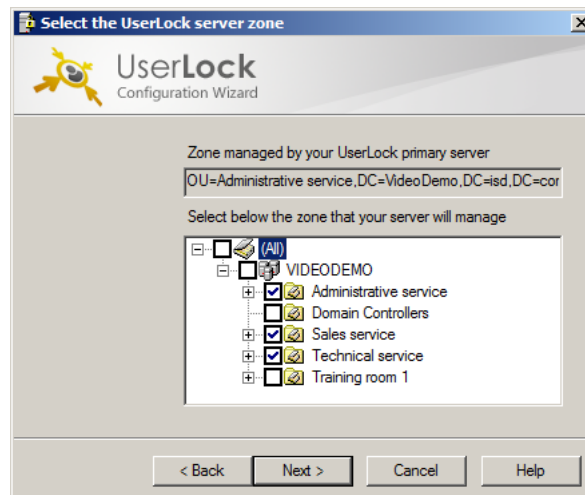 Select the UserLock server zone
UserLock
Configuration Wizard
Zone managed by your UserLock primary server
OU=Administrative service,DC=VideoDemo,DC=isd,DC=cor
Select below the zone that your server will manage
(All)
VIDEODEMO
Administrative service
Domain Controllers
Sales service
Technical service
Training room 1
< Back Next > Cancel Help